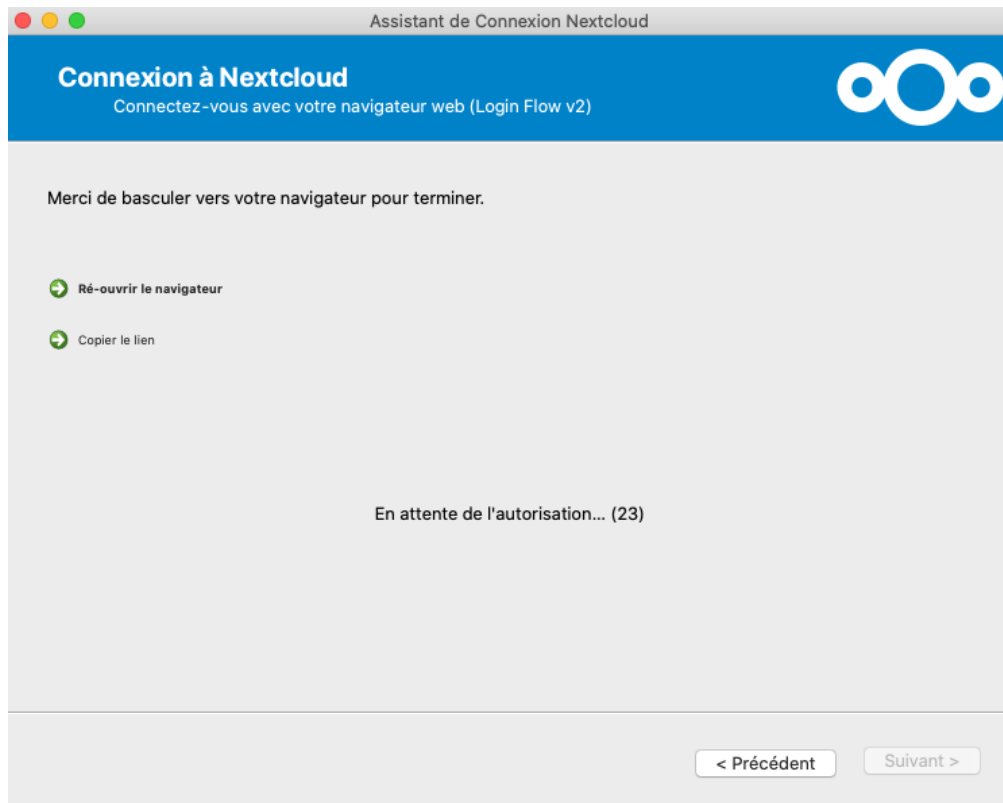 Assistant de Connexion Nextcloud
Connexion à Nextcloud
Connectez-vous avec votre navigateur web (Login Flow v2)
Merci de basculer vers votre navigateur pour terminer.
Ré-ouvrir le navigateur
Copier le lien
En attente de l'autorisation... (23)
< Précédent
Suivant >